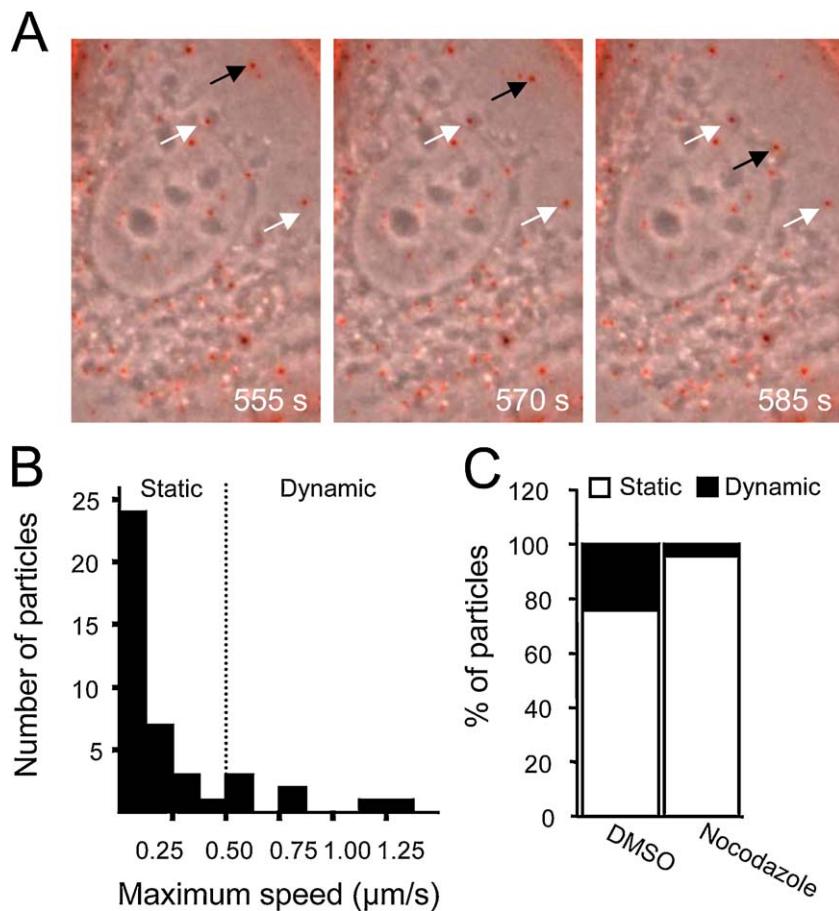 A
555 s
570 s
585 s
B
Static
Dynamic
25
20
15
10
5
Number of particles
0.25 0.50 0.75 1.00 1.25
Maximum speed (µm/s)
C
Static Dynamic
120
100
80
60
40
20
0
% of particles
DMSO
Nocodazole